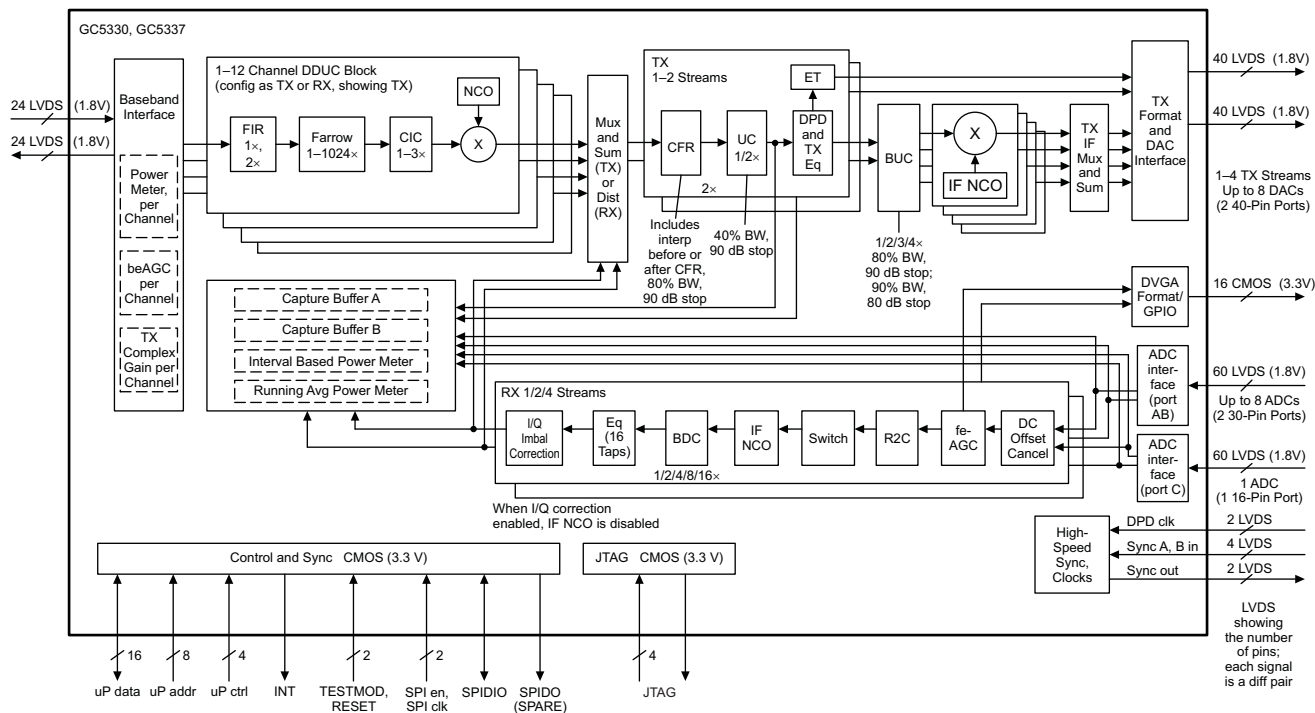 GC5330, GC5337
24 LVDS (1.8V)
24 LVDS (1.8V)
Baseband
Interface
Power
Meter,
per
Channel
beAGC
per
Channel
TX
Complex
Gain per
Channel
1–12 Channel DDUC Block
(config as TX or RX, showing TX)
FIR
1×,
2×
Farrow
1–1024×
CIC
1–3×
NCO
X
Mux
and
Sum
(TX)
or
Dist
(RX)
TX
1–2 Streams
CFR
UC
1/2×
ET
DPD
and
TX
Eq
2×
Includes
interp
before or
after CFR,
80% BW,
90 dB stop
40% BW,
90 dB stop
BUC
1/2/3/4×
80% BW,
90 dB stop;
90% BW,
80 dB stop
X
IF NCO
TX
IF
Mux
and
Sum
TX
Format
and
DAC
Interface
40 LVDS (1.8V)
40 LVDS (1.8V)
1–4 TX Streams
Up to 8 DACs
(2 40-Pin Ports)
Capture Buffer A
Capture Buffer B
Interval Based Power Meter
Running Avg Power Meter
DVGA
Format/
GPIO
16 CMOS (3.3V)
ADC
inter-
face
(port
AB)
60 LVDS (1.8V)
Up to 8 ADCs
(2 30-Pin Ports)
ADC
inter-
face
(port C)
60 LVDS (1.8V)
1 ADC
(1 16-Pin Port)
RX 1/2/4 Streams
I/Q
Imbal
Correction
Eq
(16
Taps)
BDC
IF
NCO
Switch
R2C
fe-
AGC
DC
Offset
Cancel
1/2/4/8/16×
When I/Q correction
enabled, IF NCO is disabled
High-
Speed
Sync,
Clocks
DPD clk
2 LVDS
Sync A, B in
4 LVDS
Sync out
2 LVDS
LVDS
showing
the number
of pins;
each signal
is a diff pair
Control and Sync CMOS (3.3 V)
JTAG CMOS (3.3 V)
16
8
4
2
2
4
uP data
uP addr
uP ctrl
INT
TESTMOD,
RESET
SPI en,
SPI clk
SPIDIO
SPIDO
(SPARE)
JTAG